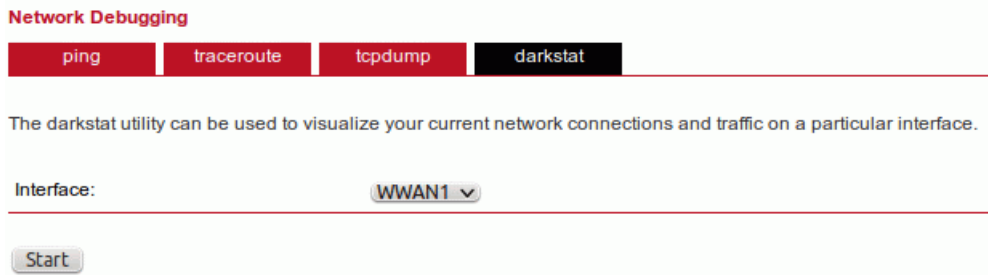 Network Debugging
ping traceroute tcpdump darkstat
The darkstat utility can be used to visualize your current network connections and traffic on a particular interface.
Interface: WWAN1
Start